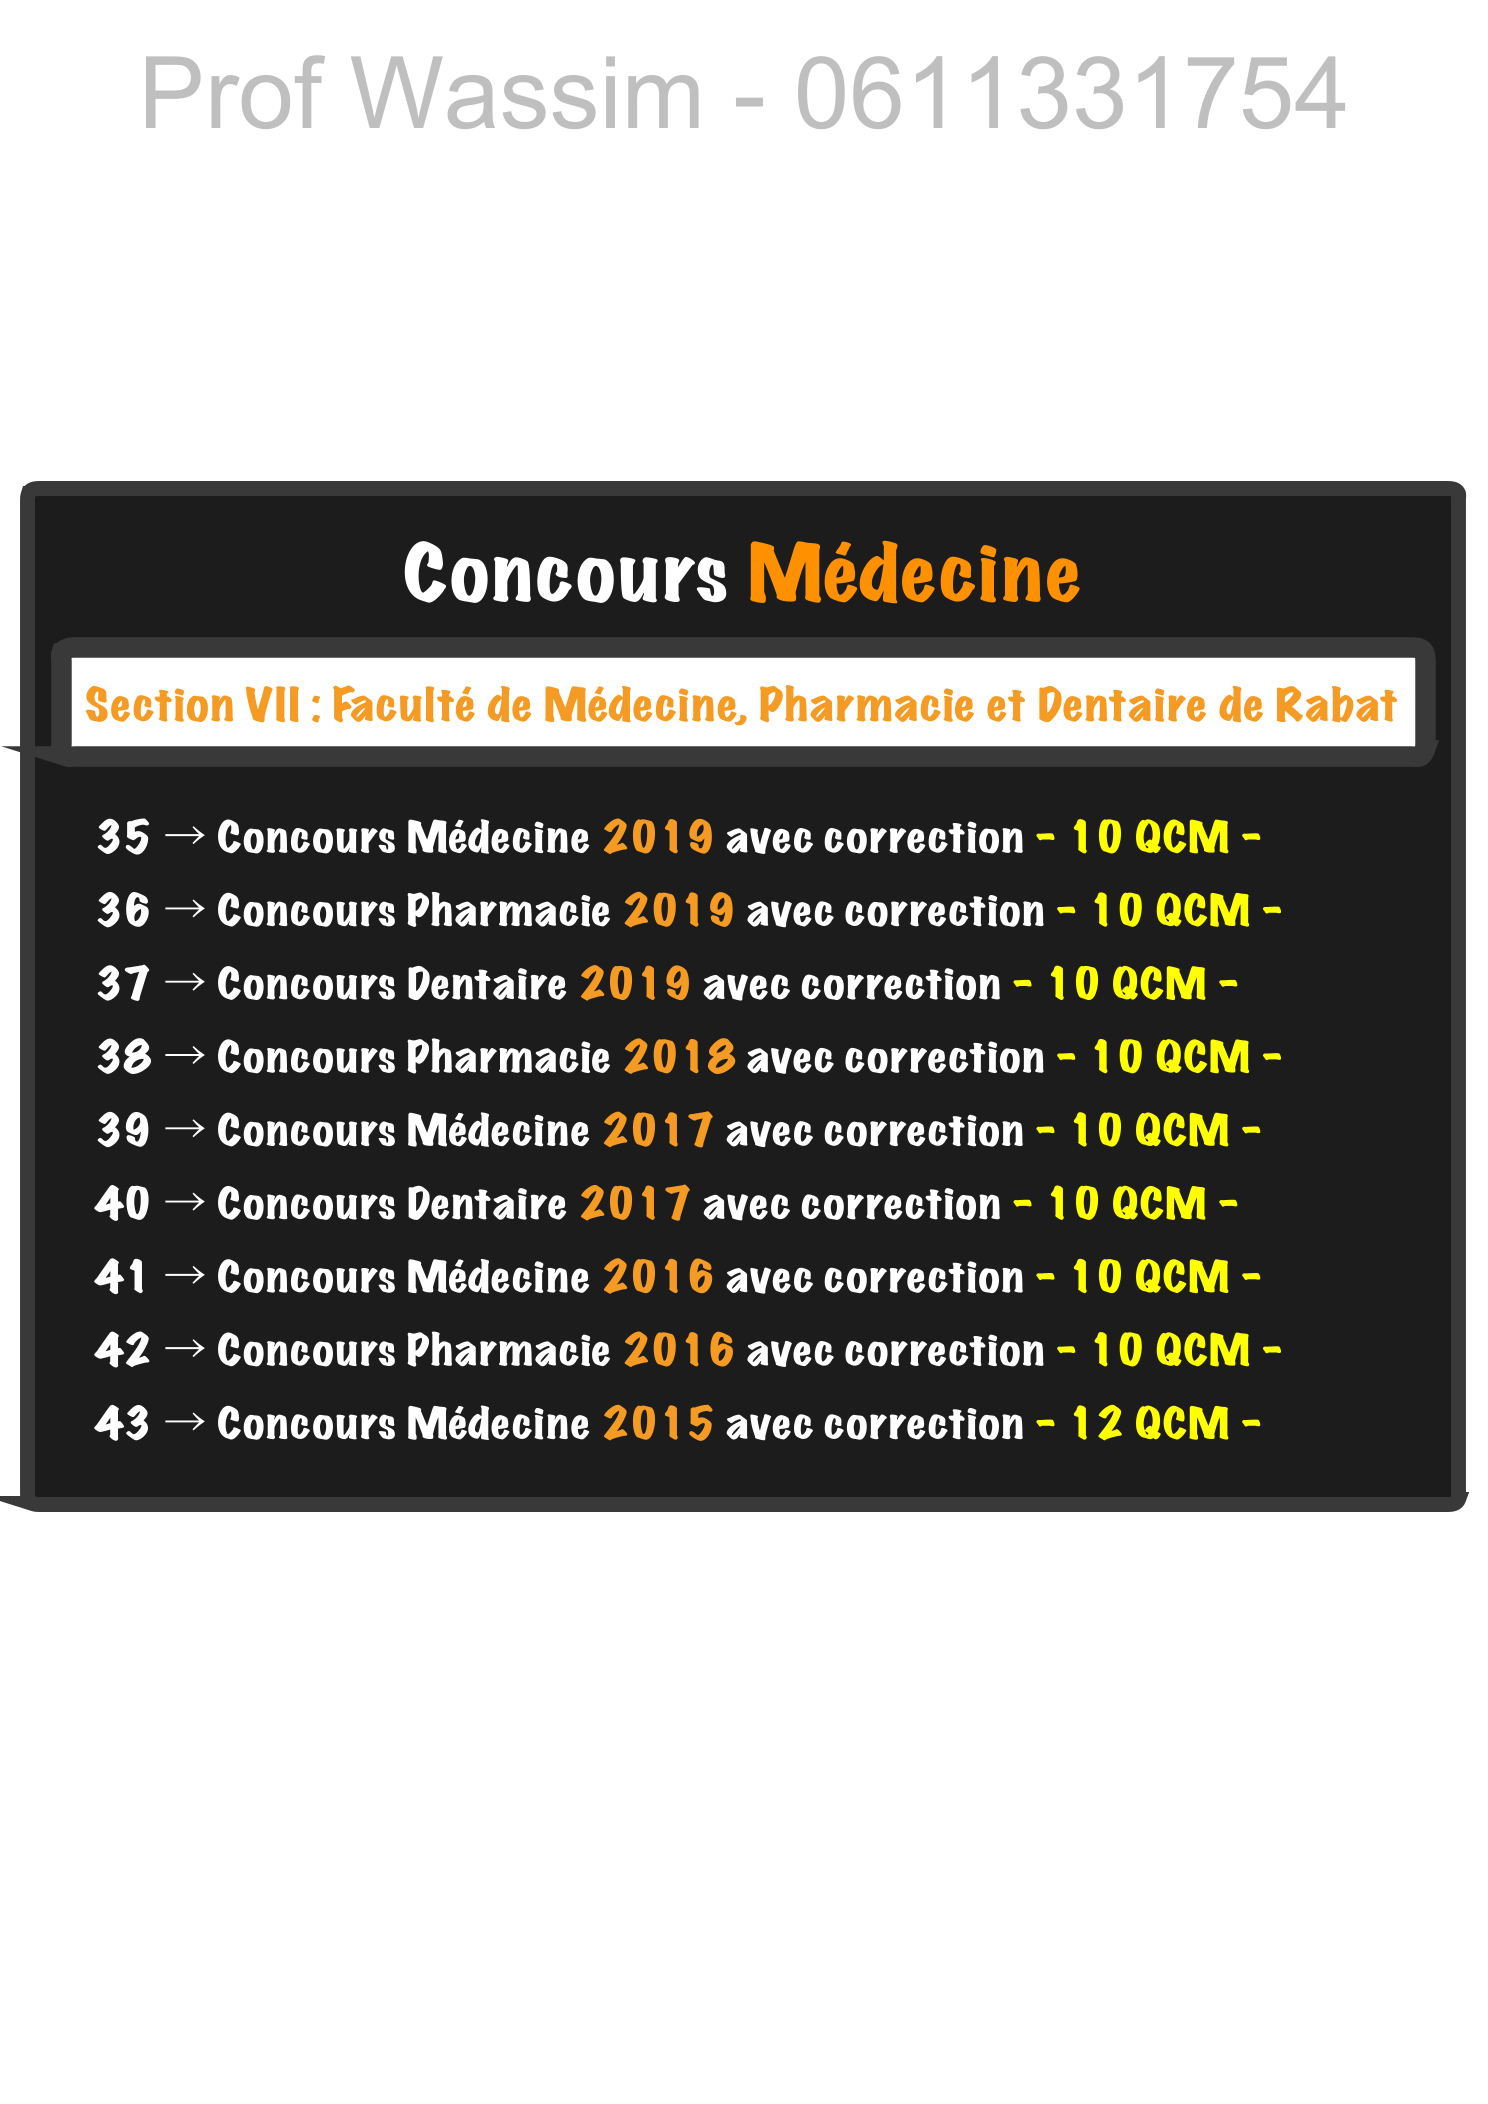 Prof Wassim - 0611331754
Concours Médecine
Section VII : Faculté de Médecine, Pharmacie et Dentaire de Rabat
35 → Concours Médecine 2019 avec correction - 10 QCM -
36 → Concours Pharmacie 2019 avec correction - 10 QCM -
37 → Concours Dentaire 2019 avec correction - 10 QCM -
38 → Concours Pharmacie 2018 avec correction - 10 QCM -
39 → Concours Médecine 2017 avec correction - 10 QCM -
40 → Concours Dentaire 2017 avec correction - 10 QCM -
41 → Concours Médecine 2016 avec correction - 10 QCM -
42 → Concours Pharmacie 2016 avec correction - 10 QCM -
43 → Concours Médecine 2015 avec correction - 12 QCM -